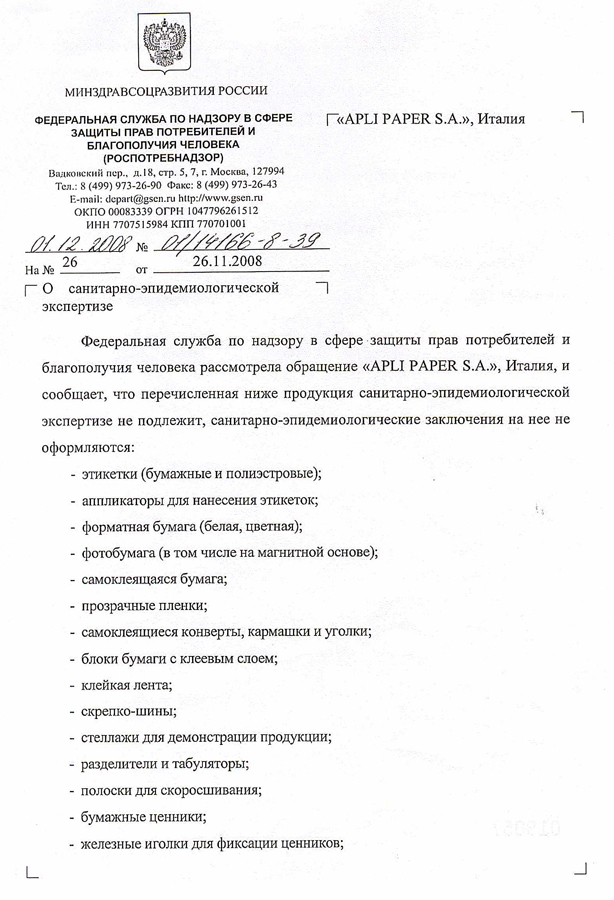 МИНЗДРАВСОЦРАЗВИТИЯ РОССИИ
ФЕДЕРАЛЬНАЯ СЛУЖБА ПО НАДЗОРУ В СФЕРЕ
ЗАЩИТЫ ПРАВ ПОТРЕБИТЕЛЕЙ И
БЛАГОПОЛУЧИЯ ЧЕЛОВЕКА
(РОСПОТРЕБНАДЗОР)
Вадковский пер., д.18, стр. 5, 7, г. Москва, 127994
Тел.: 8 (499) 973-26-90 Факс: 8 (499) 973-26-43
E-mail: depart@gsen.ru http://www.gsen.ru
ОКПО 00083339 ОГРН 1047796261512
ИНН 7707515984 КПП 770701001
01.12.2008 № 01/14166-8-39
На № 26 от 26.11.2008
О санитарно-эпидемиологической
экспертизе
«APLI PAPER S.A.», Италия
Федеральная служба по надзору в сфере защиты прав потребителей и
благополучия человека рассмотрела обращение «APLI PAPER S.A.», Италия, и
сообщает, что перечисленная ниже продукция санитарно-эпидемиологической
экспертизе не подлежит, санитарно-эпидемиологические заключения на нее не
оформляются:
- этикетки (бумажные и полиэстровые);
- аппликаторы для нанесения этикеток;
- форматная бумага (белая, цветная);
- фотобумага (в том числе на магнитной основе);
- самоклеящаяся бумага;
- прозрачные пленки;
- самоклеящиеся конверты, кармашки и уголки;
- блоки бумаги с клеевым слоем;
- клейкая лента;
- скрепко-шины;
- стеллажи для демонстрации продукции;
- разделители и табуляторы;
- полоски для скоросшивания;
- бумажные ценники;
- железные иголки для фиксации ценников;